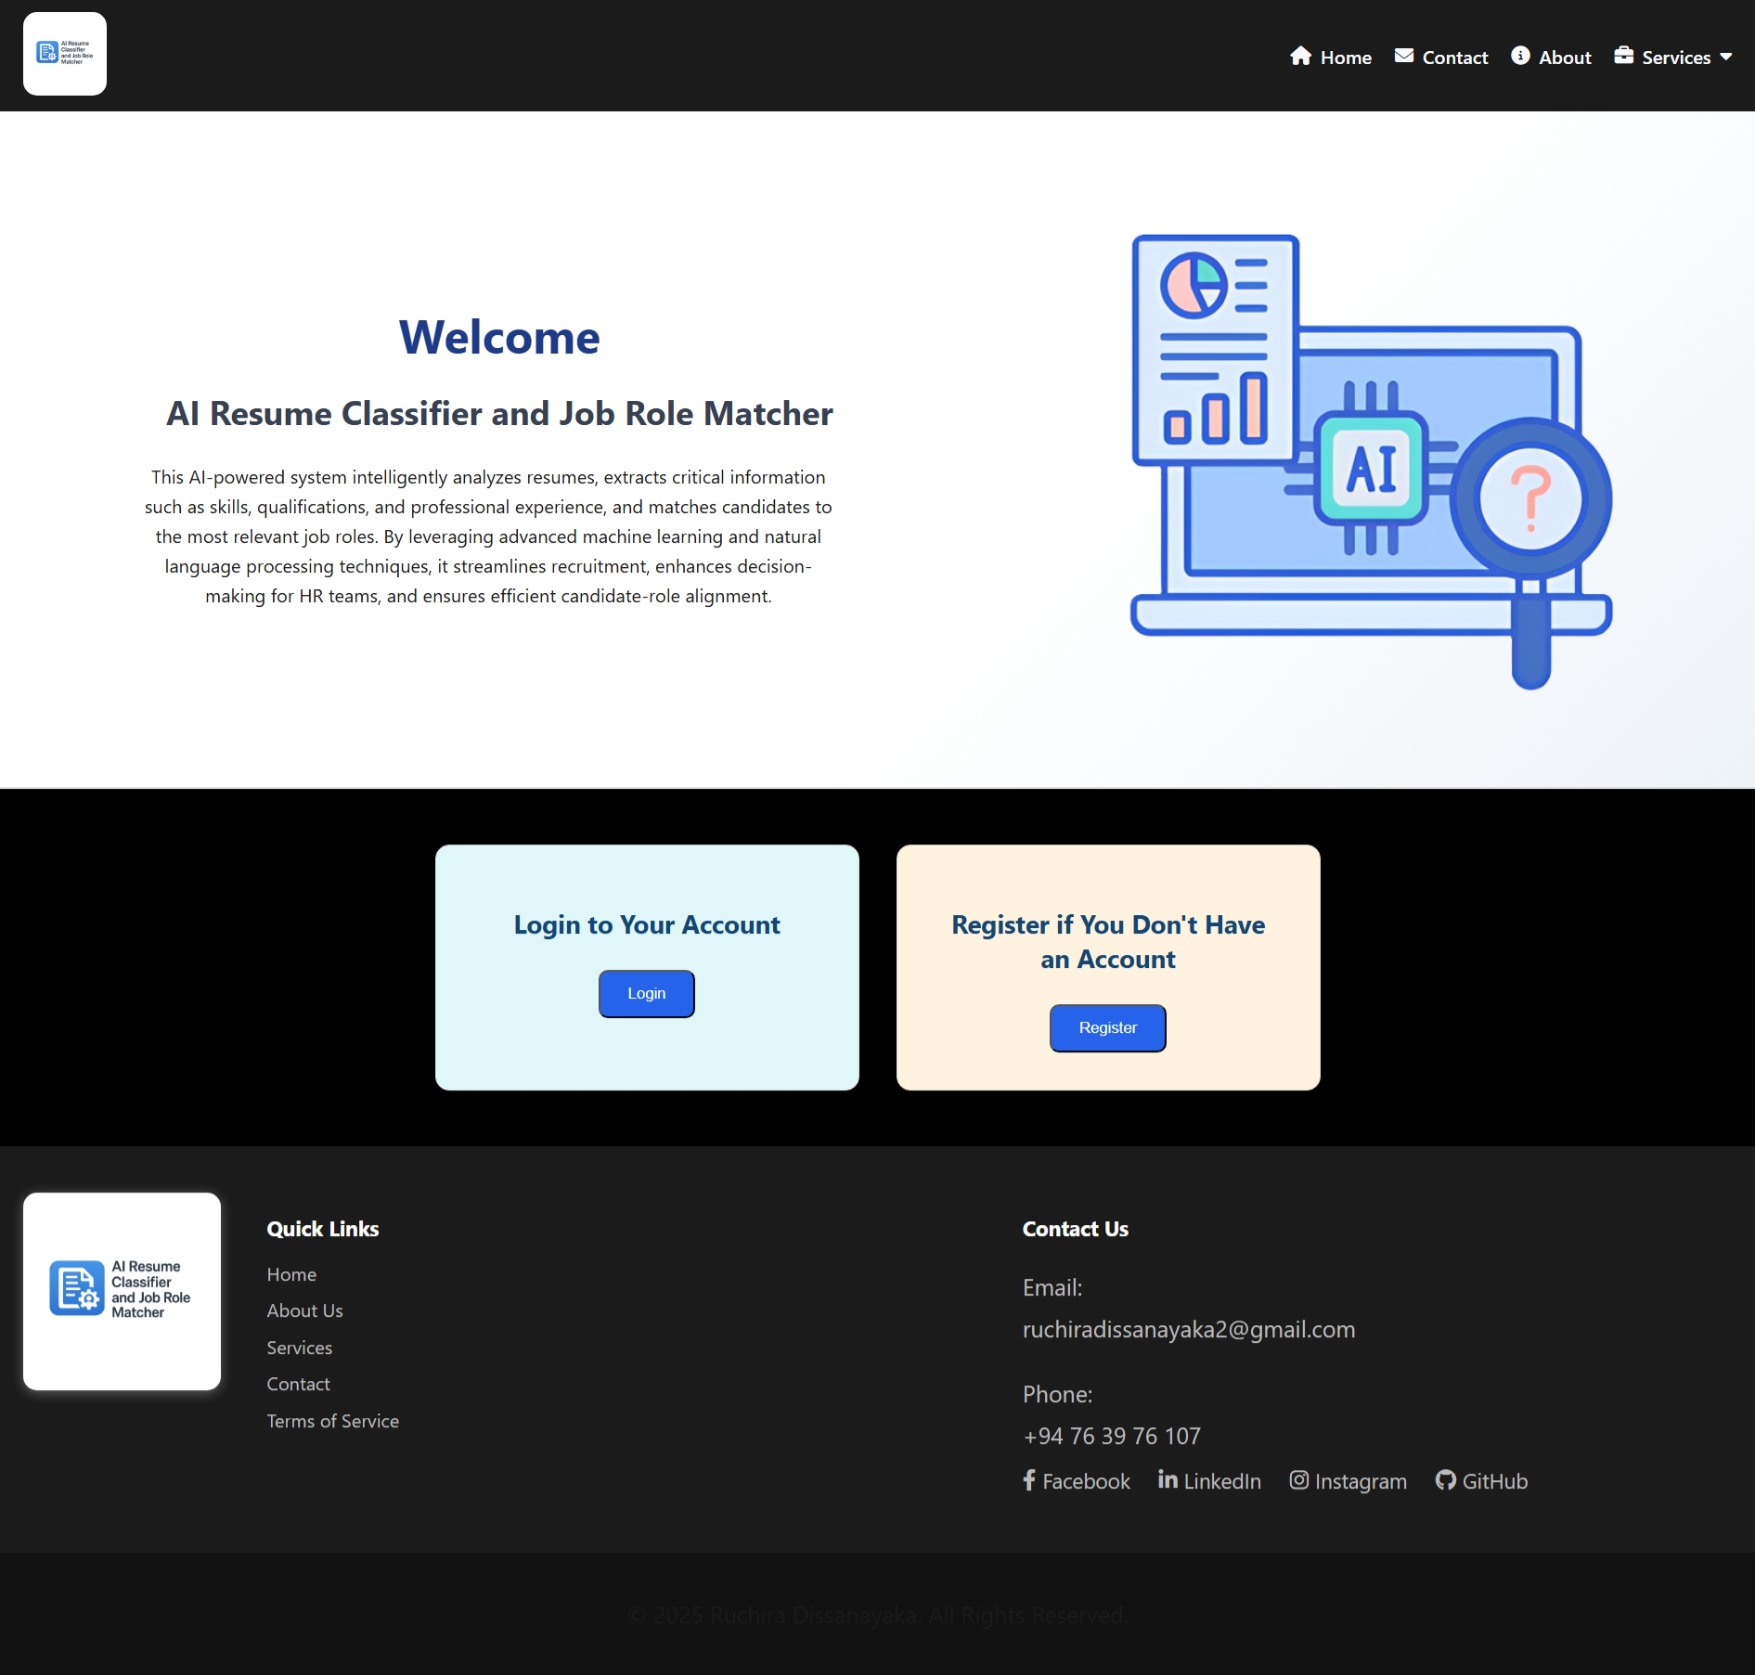 AI Resume
Classifier
and Job Role
Matcher
Home
Contact
About
Services
Welcome
AI Resume Classifier and Job Role Matcher
This AI-powered system intelligently analyzes resumes, extracts critical information
such as skills, qualifications, and professional experience, and matches candidates to
the most relevant job roles. By leveraging advanced machine learning and natural
language processing techniques, it streamlines recruitment, enhances decision-
making for HR teams, and ensures efficient candidate-role alignment.
AI
?
Login to Your Account
Login
Register if You Don't Have
an Account
Register
AI Resume
Classifier
and Job Role
Matcher
Quick Links
Home
About Us
Services
Contact
Terms of Service
Contact Us
Email:
ruchiradissanayaka2@gmail.com
Phone:
+94 76 39 76 107
Facebook
LinkedIn
Instagram
GitHub
© 2025 Ruchira Dissanayaka. All Rights Reserved.